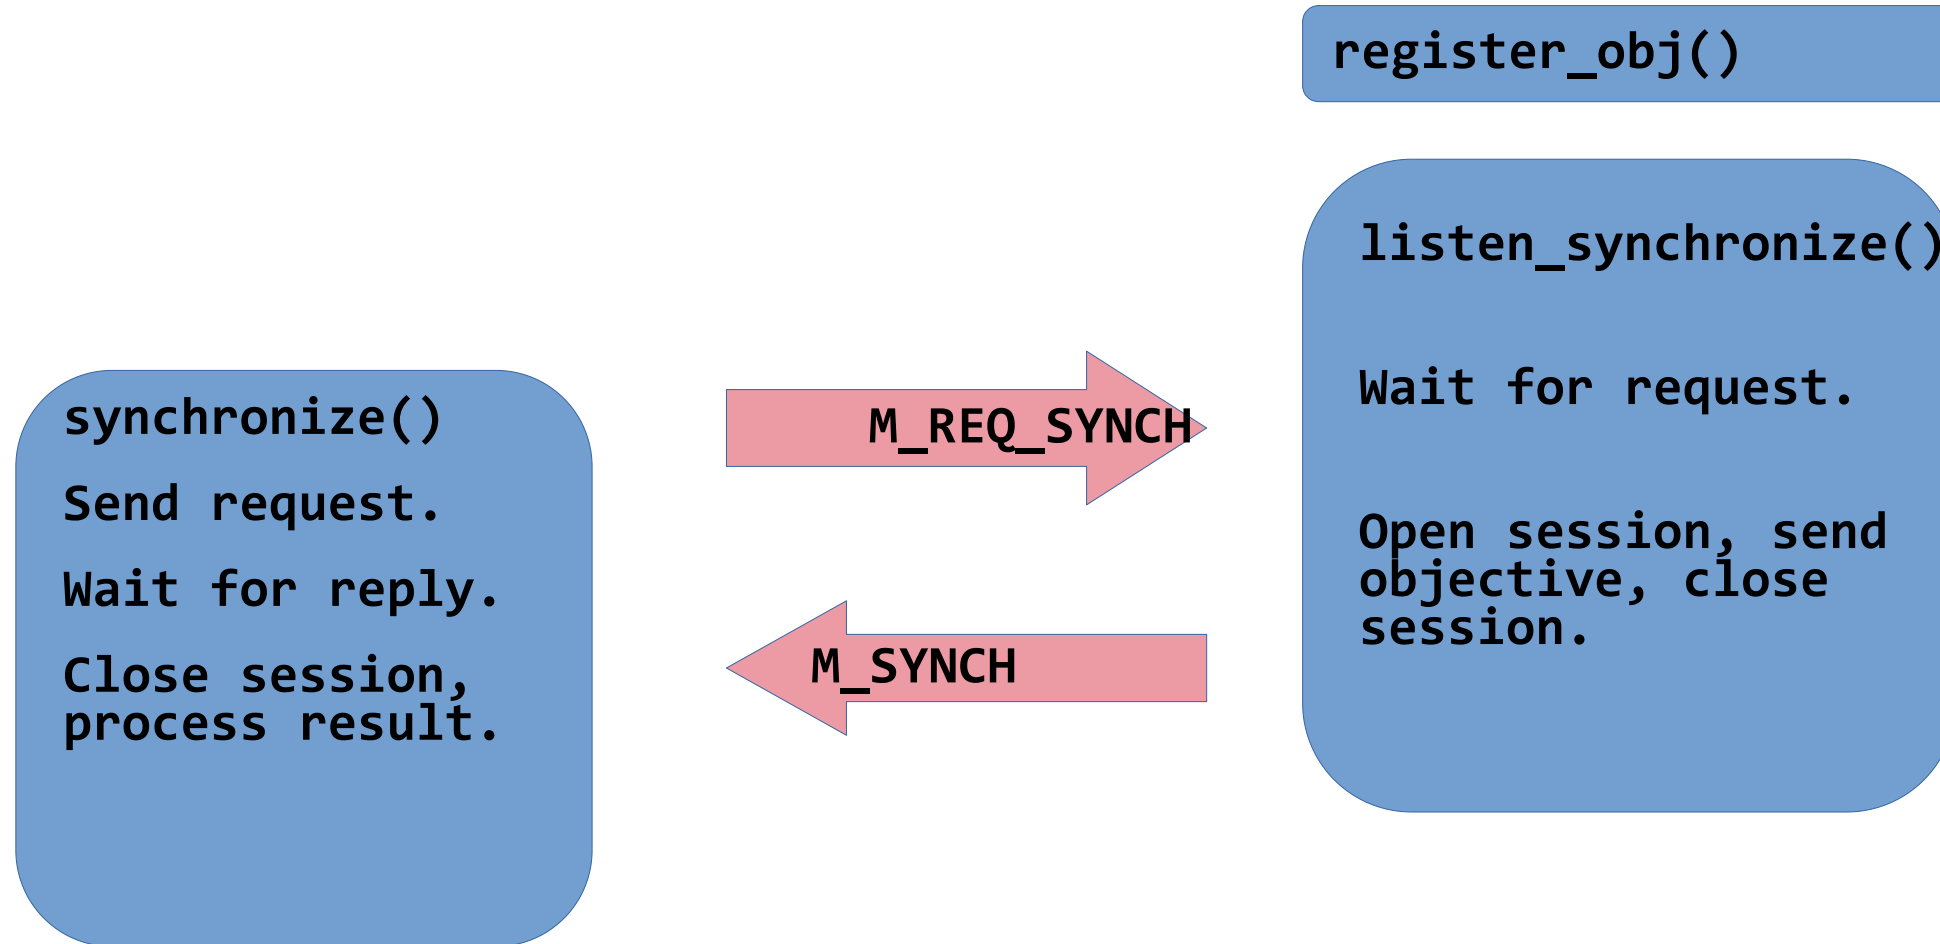 register_obj()
listen_synchronize()
Wait for request.
Open session, send
objective, close
session.
M_REQ_SYNCH
M_SYNCH
synchronize()
Send request.
Wait for reply.
Close session,
process result.